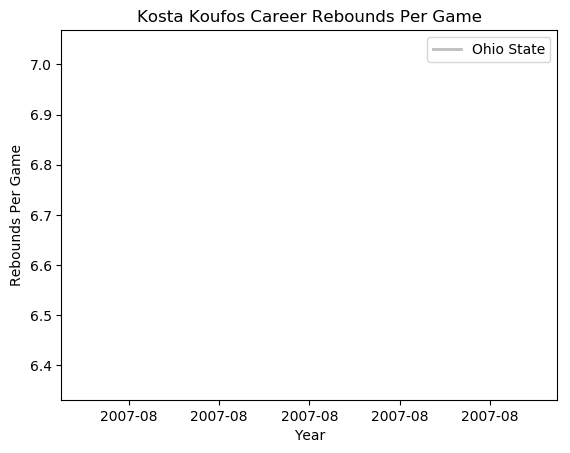 Kosta Koufos Career Rebounds Per Game
Ohio State
7.0
6.9
6.8
6.7
6.6
6.5
6.4
Rebounds Per Game
2007-08 2007-08 2007-08 2007-08 2007-08
Year